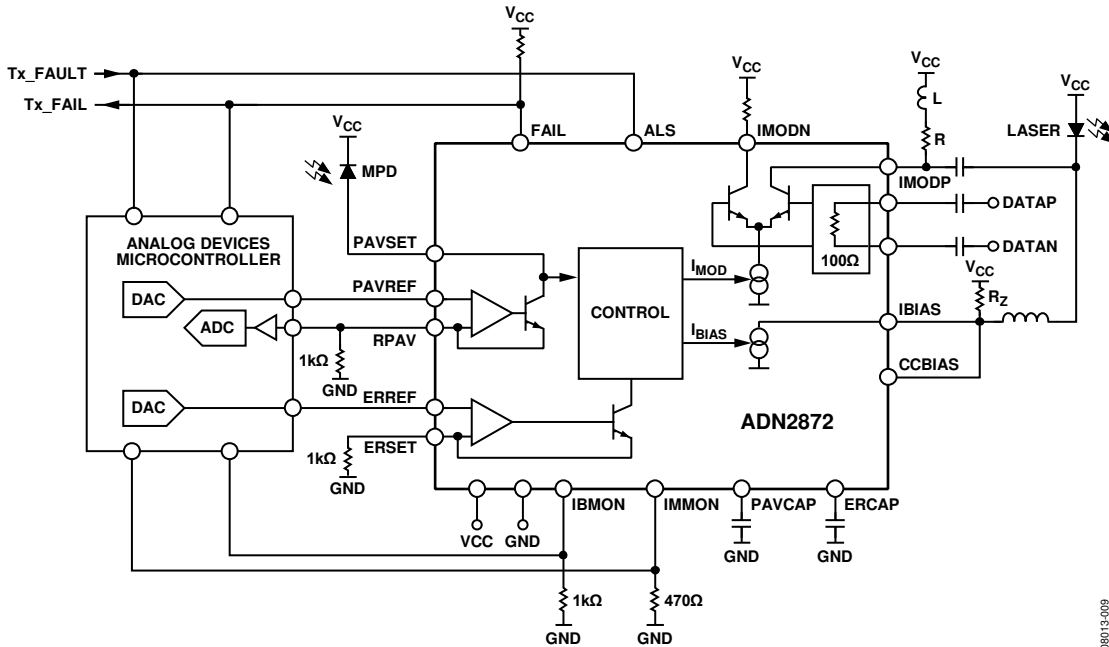 VCC
VCC
VCC
VCC
Tx_FAULT
Tx_FAIL
L
R
LASER
VCC
FAIL
ALS
IMODN
MPD
IMODP
DATAP
ANALOG DEVICES
MICROCONTROLLER
PAVSET
100Ω
DATAN
DAC
PAVREF
IMOD
VCC
RZ
ADC
RPAV
CONTROL
IBIAS
IBIAS
1kΩ
GND
CCBIAS
DAC
ERREF
ADN2872
1kΩ
ERSET
GND
IBMON
IMMON
PAVCAP
ERCAP
VCC
GND
GND
GND
1kΩ
470Ω
GND
GND
08013-009